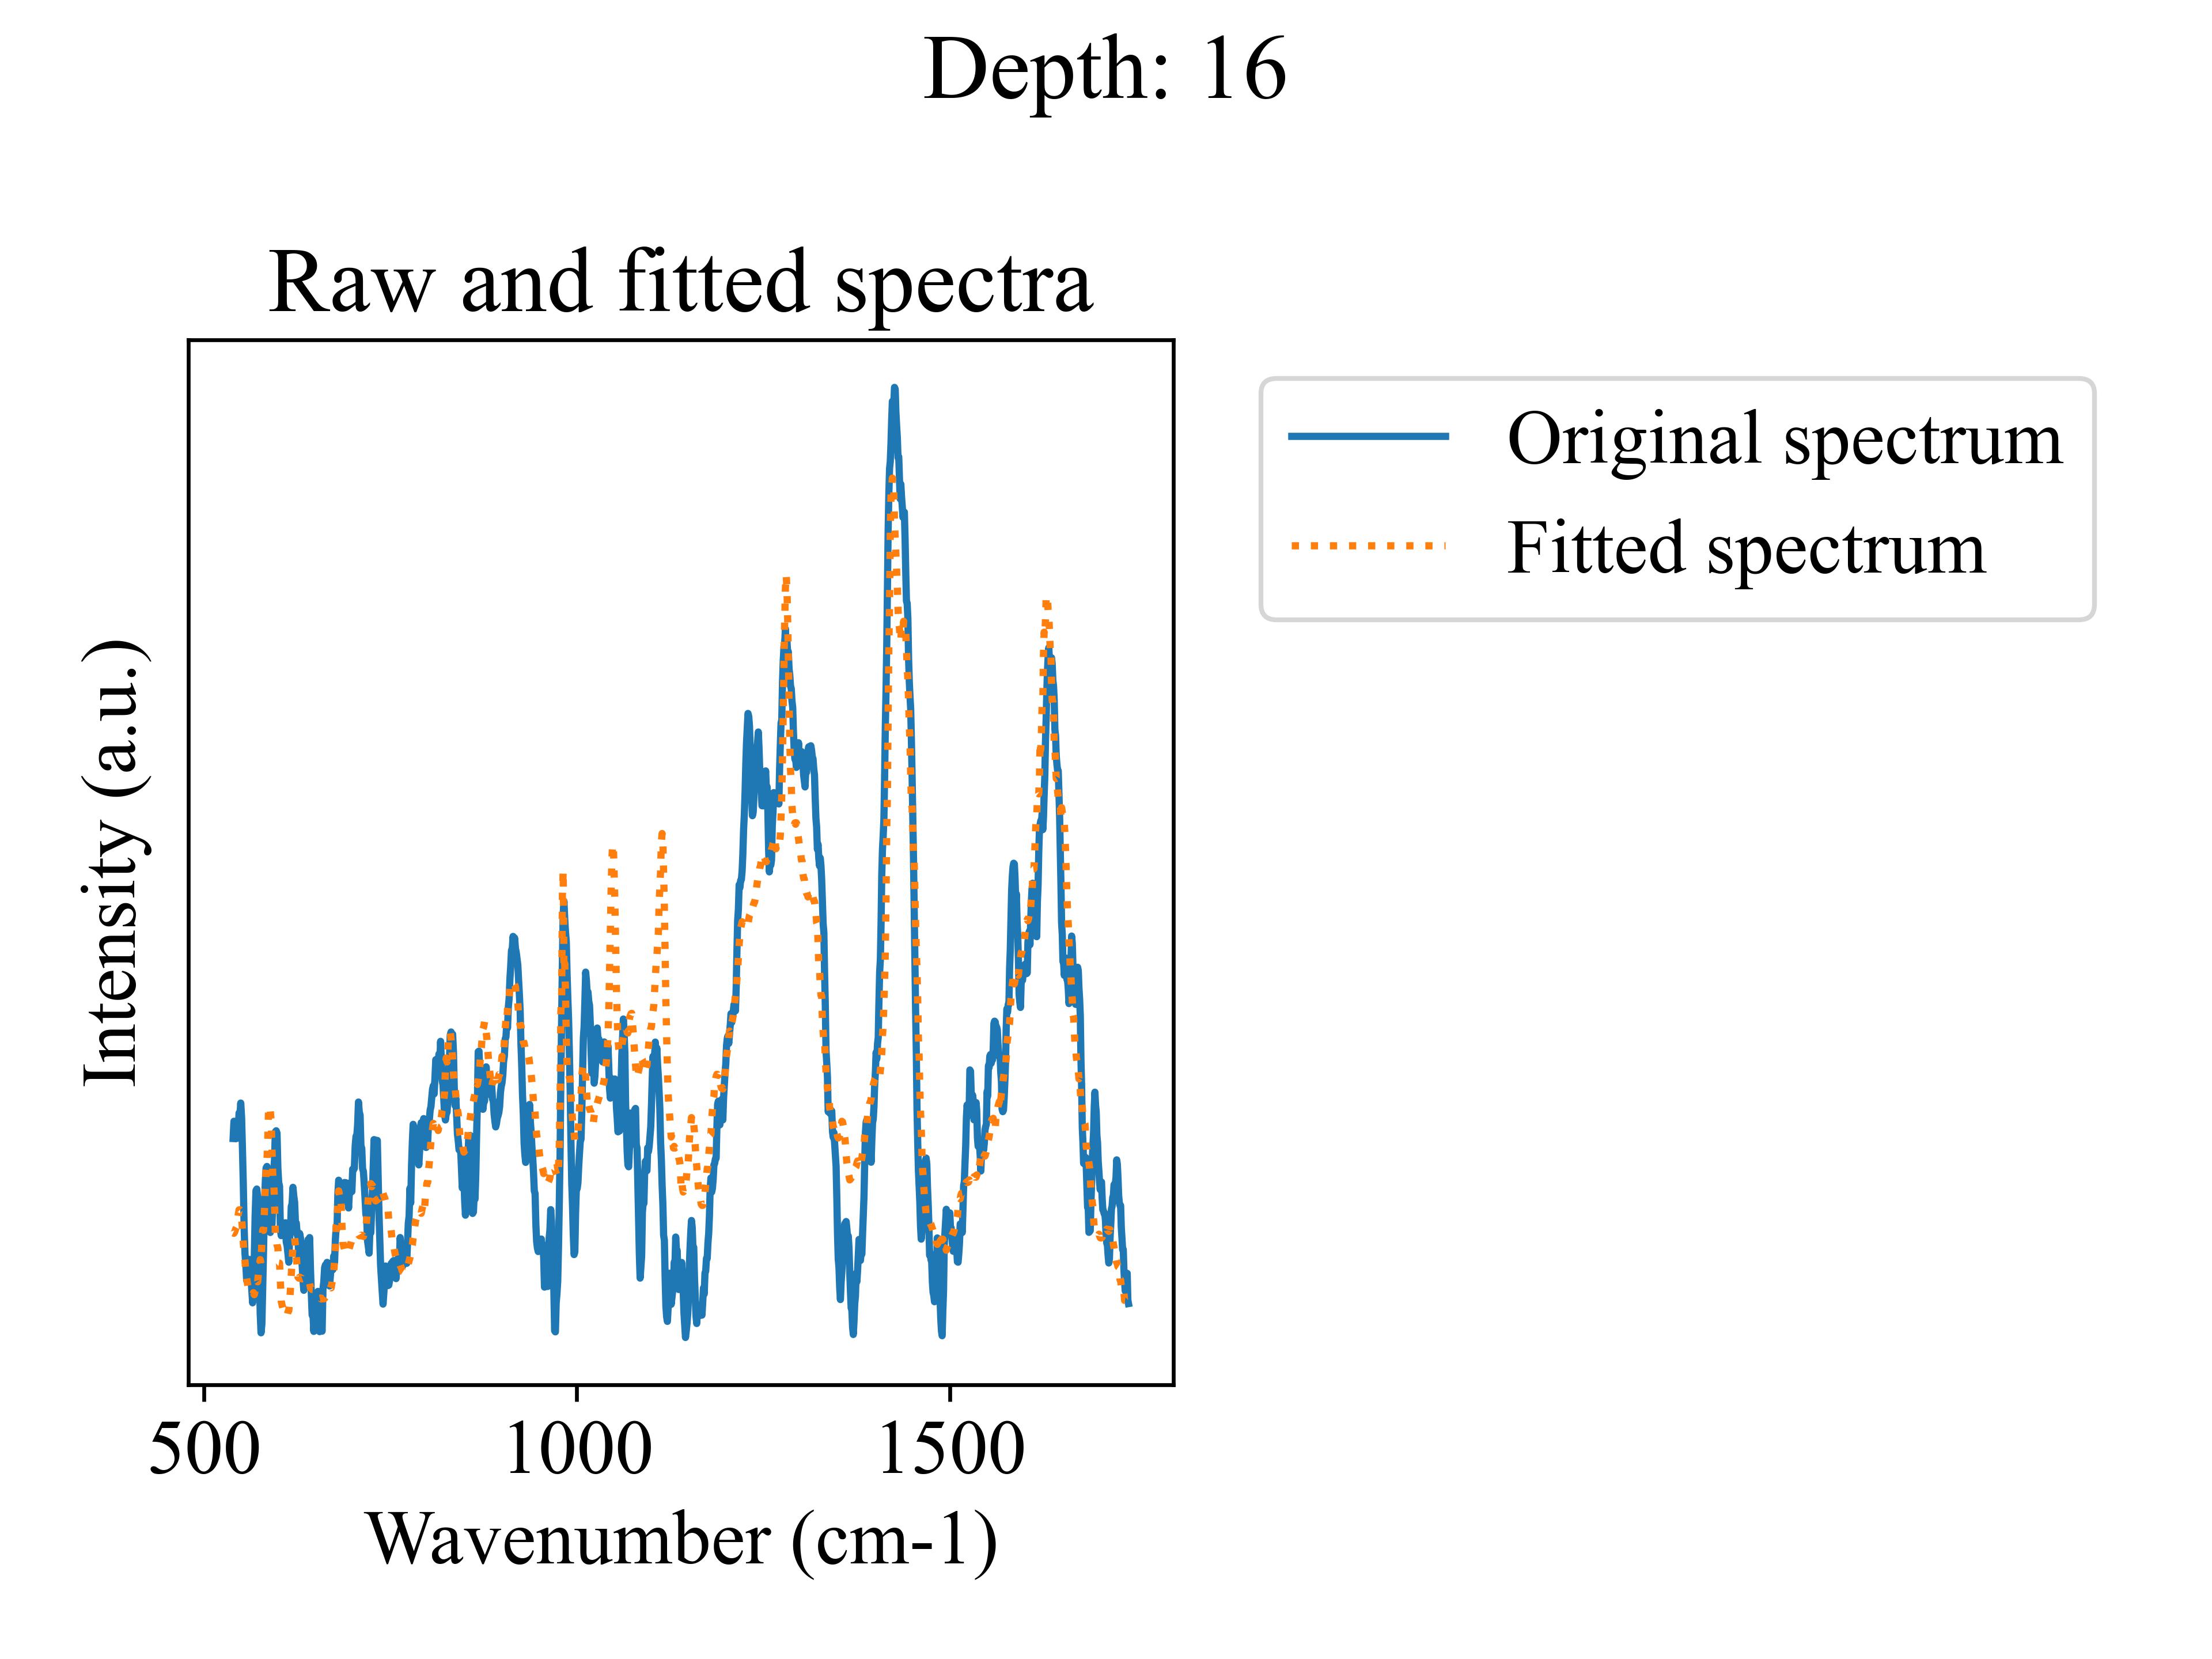 Depth: 16
Raw and fitted spectra
Original spectrum
Fitted spectrum
Intensity (a.u.)
500 1000 1500
Wavenumber (cm-1)